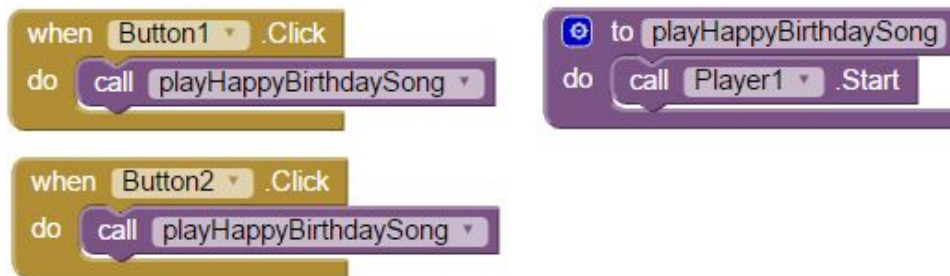 when Button1 .Click
do call playHappyBirthdaySong
to playHappyBirthdaySong
do call Player1 .Start
when Button2 .Click
do call playHappyBirthdaySong